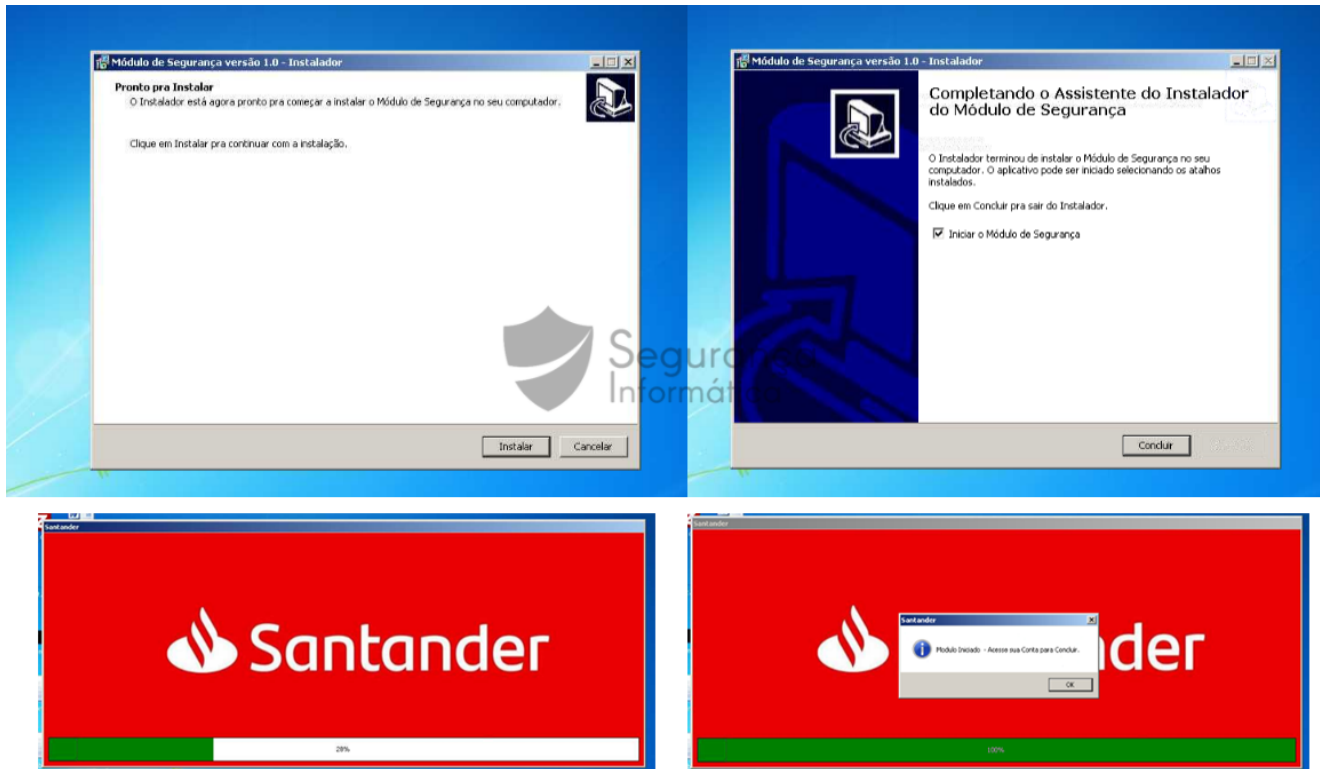 Módulo de Segurança versão 1.0 - Instalador
Pronto pra Instalar
O Instalador está agora pronto pra começar a instalar o Módulo de Segurança no seu computador.
Clique em Instalar pra continuar com a instalação.
Instalar
Cancelar
Módulo de Segurança versão 1.0 - Instalador
Completando o Assistente do Instalador
do Módulo de Segurança
O Instalador terminou de instalar o Módulo de Segurança no seu
computador. O aplicativo pode ser iniciado selecionando os atalhos
instalados.
Clique em Concluir pra sair do Instalador.
Iniciar o Módulo de Segurança
Concluir
Segurança
Informática
Santander
Santander
28%
Santander
der
Santander
Modulo Iniciado - Acesse sua Conta para Concluir.
OK
100%